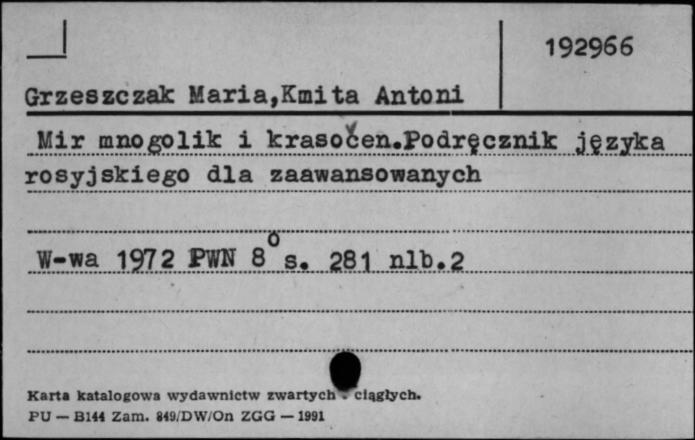 192966
Grzeszczak Maria,Kmita Antoni
Mir mnogolik i krasočen.Podręcznik języka
rosyjskiego dla zaawansowanych
W-wa 1972 PWN 8° s. 281 nlb.2
Karta katalogowa wydawnictw zwartych - ciągłych.
PU — B144 Zam. 849/DW/On ZGG — 1991